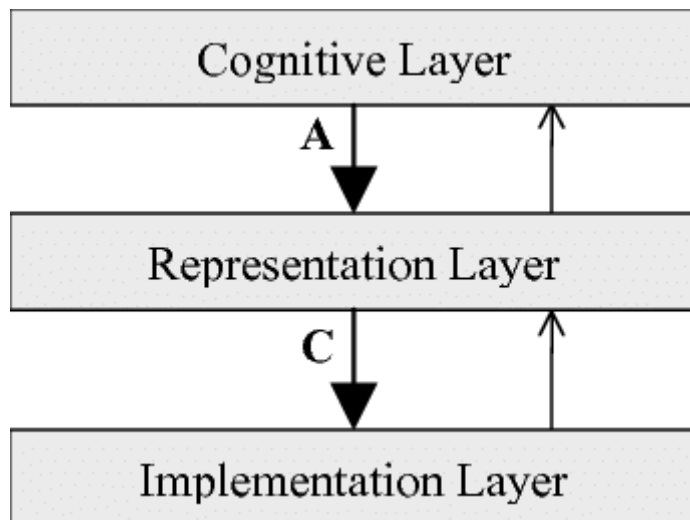 Cognitive Layer
A
Representation Layer
C
Implementation Layer